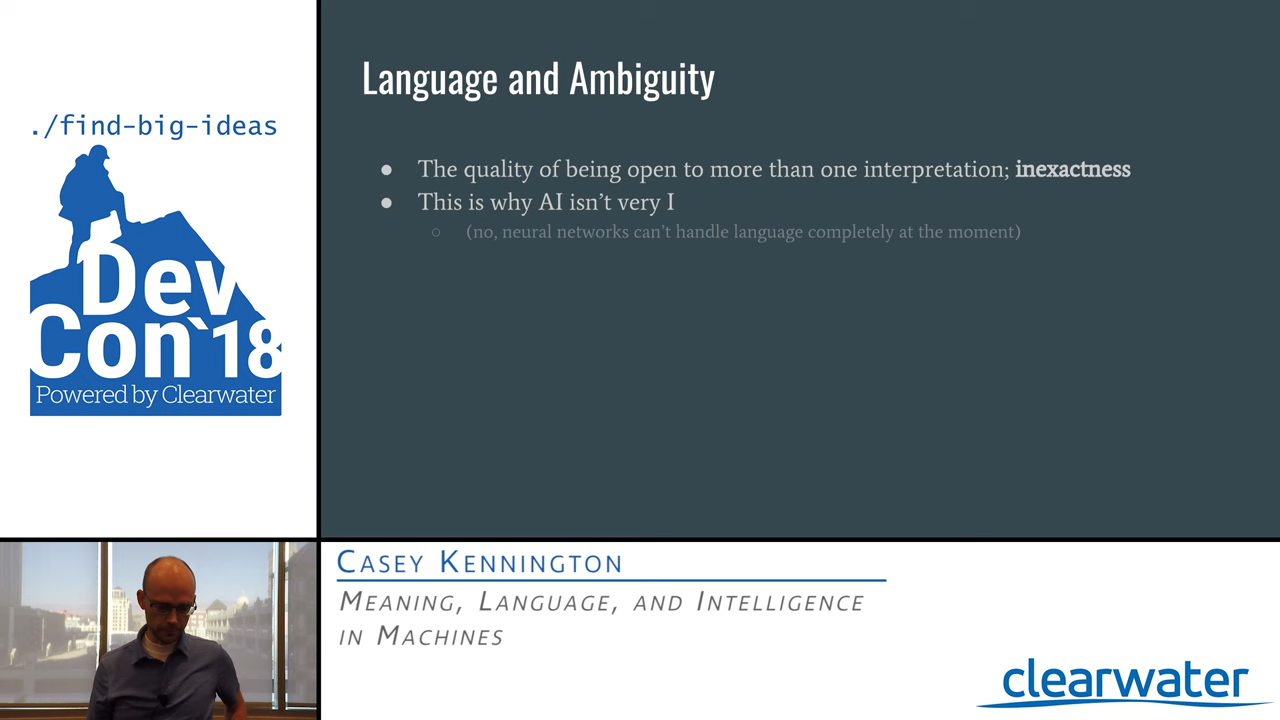 ./find-big-ideas
Dev
Con`18
Powered by Clearwater
Language and Ambiguity
● The quality of being open to more than one interpretation; inexactness
● This is why AI isn’t very I
○ (no, neural networks can’t handle language completely at the moment)
Casey Kennington
Meaning, Language, and Intelligence
in Machines
clearwater